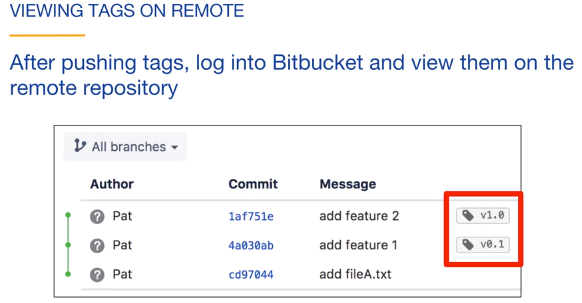 VIEWING TAGS ON REMOTE
After pushing tags, log into Bitbucket and view them on the
remote repository
All branches
Author Commit Message
? Pat 1af751e add feature 2 v1.0
? Pat 4a030ab add feature 1 v0.1
? Pat cd97044 add fileA.txt